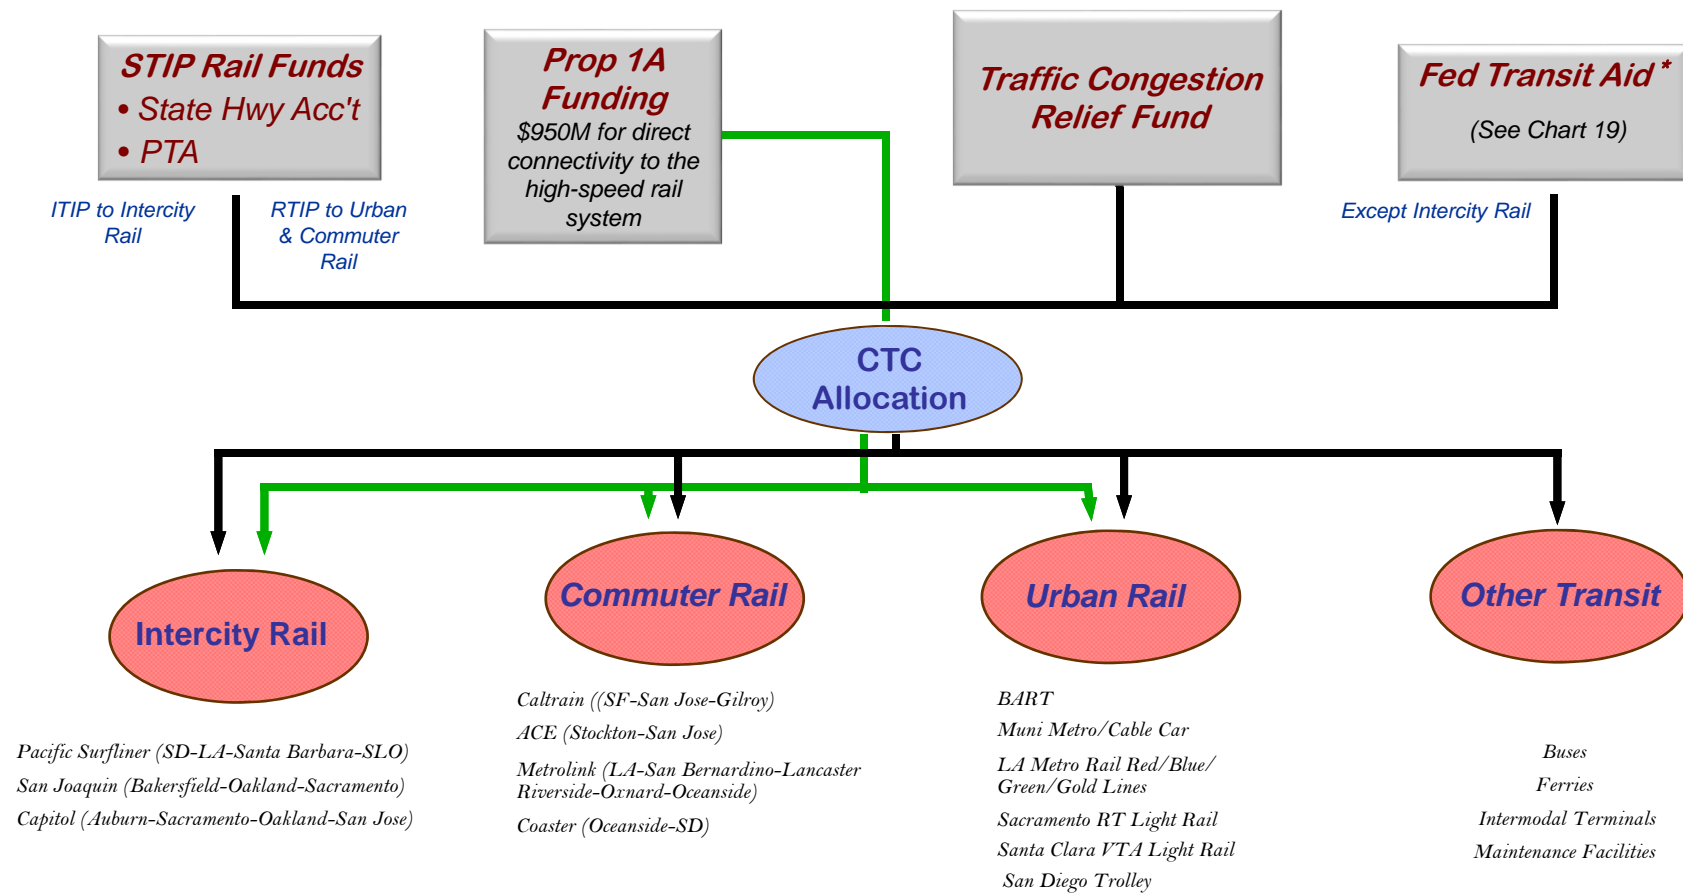 STIP Rail Funds
• State Hwy Acc't
• PTA
Prop 1A
Funding
$950M for direct
connectivity to the
high-speed rail
system
Traffic Congestion
Relief Fund
Fed Transit Aid *
(See Chart 19)
ITIP to Intercity
Rail
RTIP to Urban
& Commuter
Rail
Except Intercity Rail
CTC
Allocation
Intercity Rail
Commuter Rail
Urban Rail
Other Transit
Pacific Surfliner (SD-LA-Santa Barbara-SLO)
San Joaquin (Bakersfield-Oakland-Sacramento)
Capitol (Auburn-Sacramento-Oakland-San Jose)
Caltrain ((SF-San Jose-Gilroy)
ACE (Stockton-San Jose)
Metrolink (LA-San Bernardino-Lancaster
Riverside-Oxnard-Oceanside)
Coaster (Oceanside-SD)
BART
Muni Metro/Cable Car
LA Metro Rail Red/Blue/
Green/Gold Lines
Sacramento RT Light Rail
Santa Clara VTA Light Rail
San Diego Trolley
Buses
Ferries
Intermodal Terminals
Maintenance Facilities